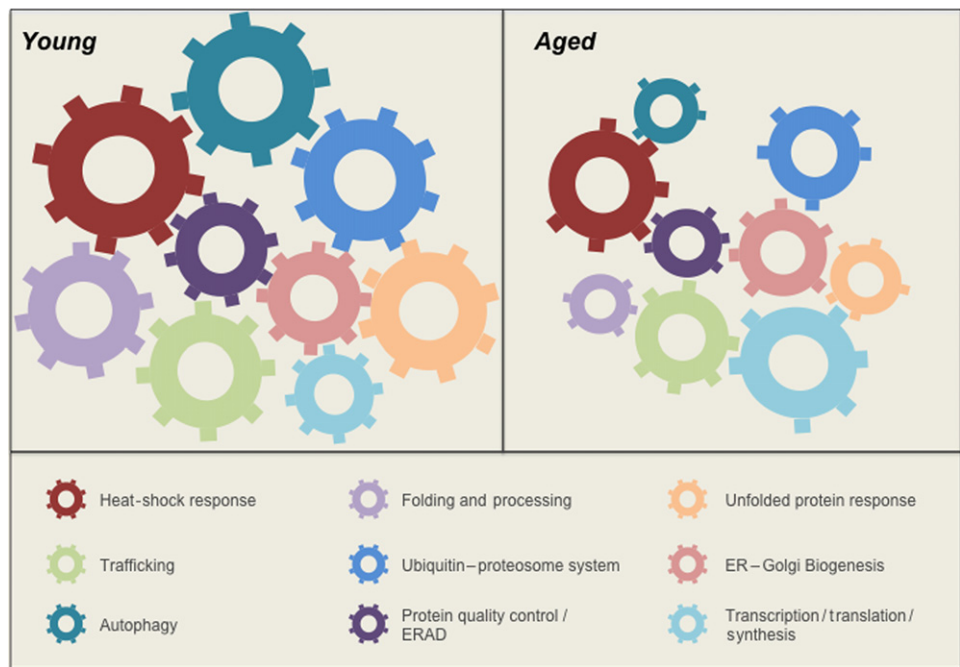 Young
Aged
Heat-shock response
Folding and processing
Unfolded protein response
Trafficking
Ubiquitin–proteosome system
ER–Golgi Biogenesis
Autophagy
Protein quality control /
ERAD
Transcription / translation /
synthesis